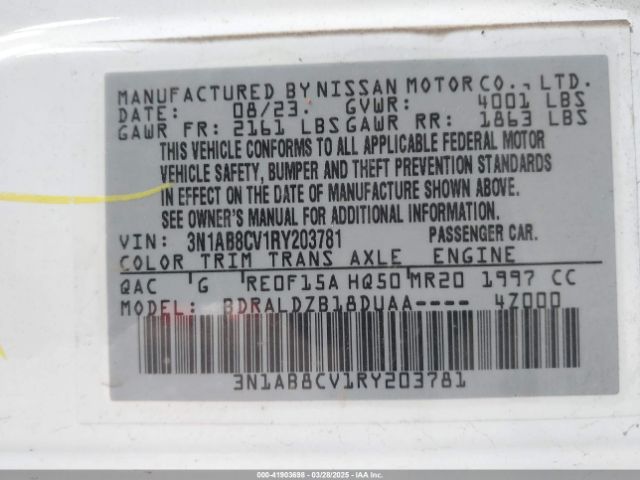 MANUFACTURED BY NISSAN MOTOR CO., LTD.
DATE: 08/23. GVWR: 4001 LBS
GAWR FR: 2161 LBS GAWR RR: 1863 LBS
THIS VEHICLE CONFORMS TO ALL APPLICABLE FEDERAL MOTOR
VEHICLE SAFETY, BUMPER AND THEFT PREVENTION STANDARDS
IN EFFECT ON THE DATE OF MANUFACTURE SHOWN ABOVE.
SEE OWNER'S MANUAL FOR ADDITIONAL INFORMATION.
VIN: 3N1AB8CV1RY203781 PASSENGER CAR.
COLOR TRIM TRANS AXLE ENGINE
QAC G RE0F15A HQ50 MR20 1997 CC
MODEL: BDRALDZB18DUAA---- 4Z000
3N1AB8CV1RY203781
000-41903698 | 03/28/2025 | IAA Inc.